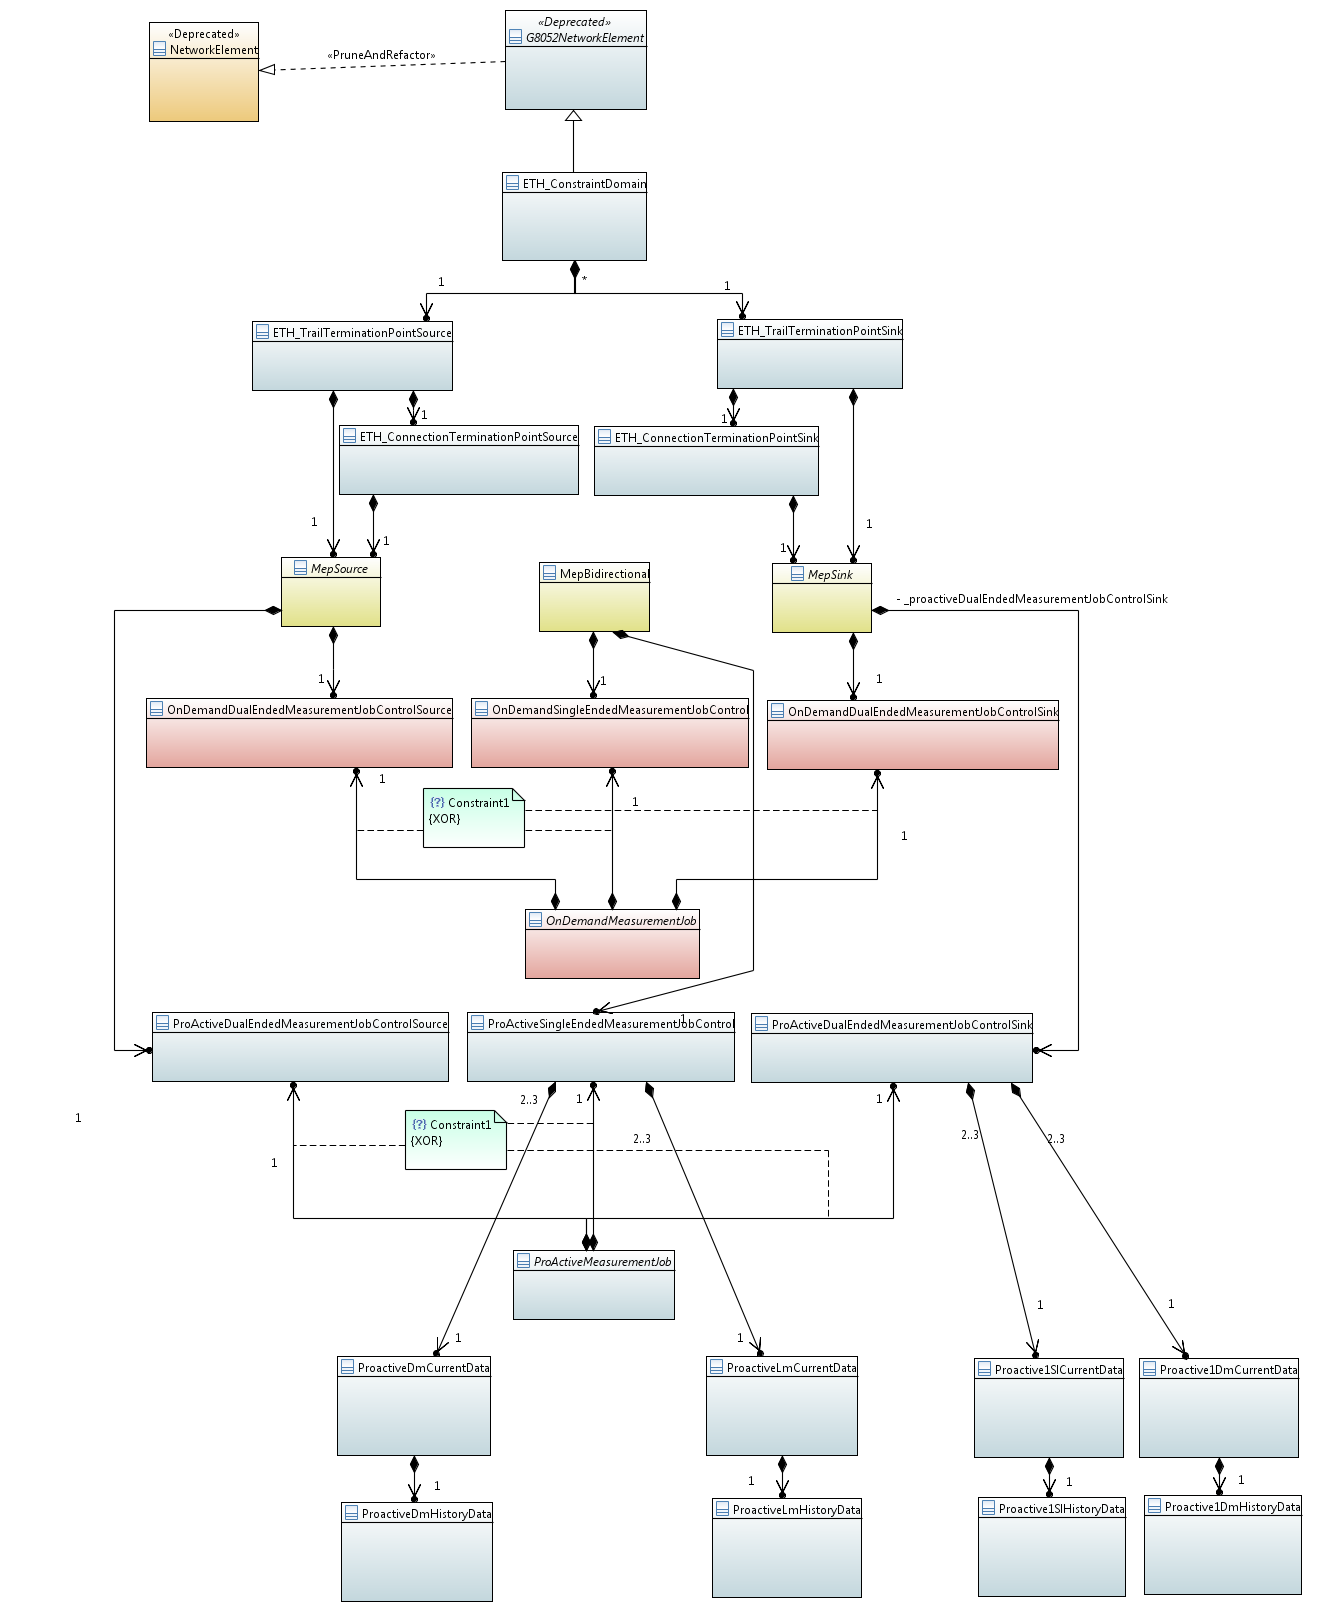 «Deprecated»
NetworkElement
«PruneAndRefactor»
«Deprecated»
G8052NetworkElement
ETH_ConstraintDomain
*
1
1
ETH_TrailTerminationPointSource
ETH_TrailTerminationPointSink
1
1
ETH_ConnectionTerminationPointSource
ETH_ConnectionTerminationPointSink
1
1
1
1
MepSource
MepBidirectional
MepSink
- _proactiveDualEndedMeasurementJobControlSink
1
1
1
OnDemandDualEndedMeasurementJobControlSource
OnDemandSingleEndedMeasurementJobControl
OnDemandDualEndedMeasurementJobControlSink
1
1
1
{?} Constraint1
{XOR}
OnDemandMeasurementJob
1
ProActiveDualEndedMeasurementJobControlSource
ProActiveSingleEndedMeasurementJobControl
ProActiveDualEndedMeasurementJobControlSink
1
2..3
1
1
{?} Constraint1
{XOR}
2..3
2..3
2..3
1
ProActiveMeasurementJob
1
1
1
1
ProactiveDmCurrentData
ProactiveLmCurrentData
Proactive1SlCurrentData
Proactive1DmCurrentData
1
1
1
1
ProactiveDmHistoryData
ProactiveLmHistoryData
Proactive1SlHistoryData
Proactive1DmHistoryData